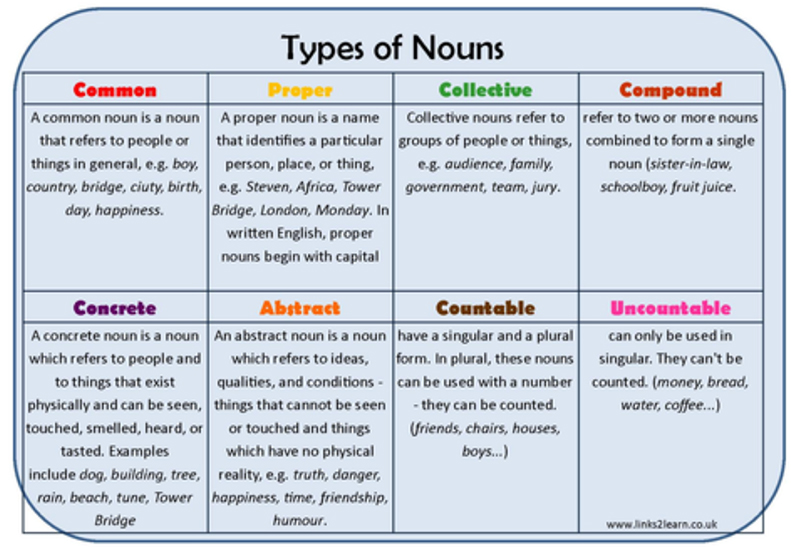 Types of Nouns
Common
A common noun is a noun
that refers to people or
things in general, e.g. boy,
country, bridge, ciuty, birth,
day, happiness.
Proper
A proper noun is a name
that identifies a particular
person, place, or thing,
e.g. Steven, Africa, Tower
Bridge, London, Monday. In
written English, proper
nouns begin with capital
Collective
Collective nouns refer to
groups of people or things,
e.g. audience, family,
government, team, jury.
Compound
refer to two or more nouns
combined to form a single
noun (sister-in-law,
schoolboy, fruit juice.
Concrete
A concrete noun is a noun
which refers to people and
to things that exist
physically and can be seen,
touched, smelled, heard, or
tasted. Examples
include dog, building, tree,
rain, beach, tune, Tower
Bridge
Abstract
An abstract noun is a noun
which refers to ideas,
qualities, and conditions -
things that cannot be seen
or touched and things
which have no physical
reality, e.g. truth, danger,
happiness, time, friendship,
humour.
Countable
have a singular and a plural
form. In plural, these nouns
can be used with a number
- they can be counted.
(friends, chairs, houses,
boys...)
Uncountable
can only be used in
singular. They can't be
counted. (money, bread,
water, coffee...)
www.links2learn.co.uk